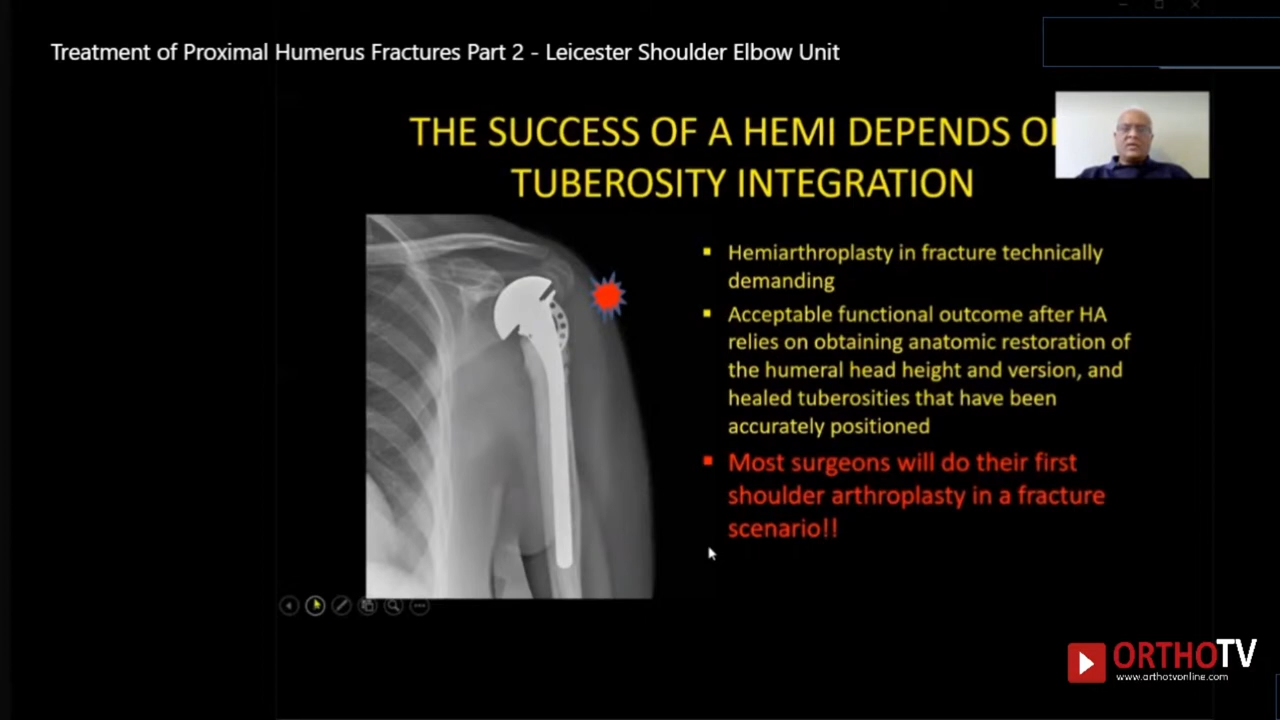 Treatment of Proximal Humerus Fractures Part 2 - Leicester Shoulder Elbow Unit
THE SUCCESS OF A HEMI DEPENDS
TUBEROSITY INTEGRATION
▪ Hemiarthroplasty in fracture technically
demanding
▪ Acceptable functional outcome after HA
relies on obtaining anatomic restoration of
the humeral head height and version, and
healed tuberosities that have been
accurately positioned
▪ Most surgeons will do their first
shoulder arthroplasty in a fracture
scenario!!
ORTHOTV
www.orthotvonline.com